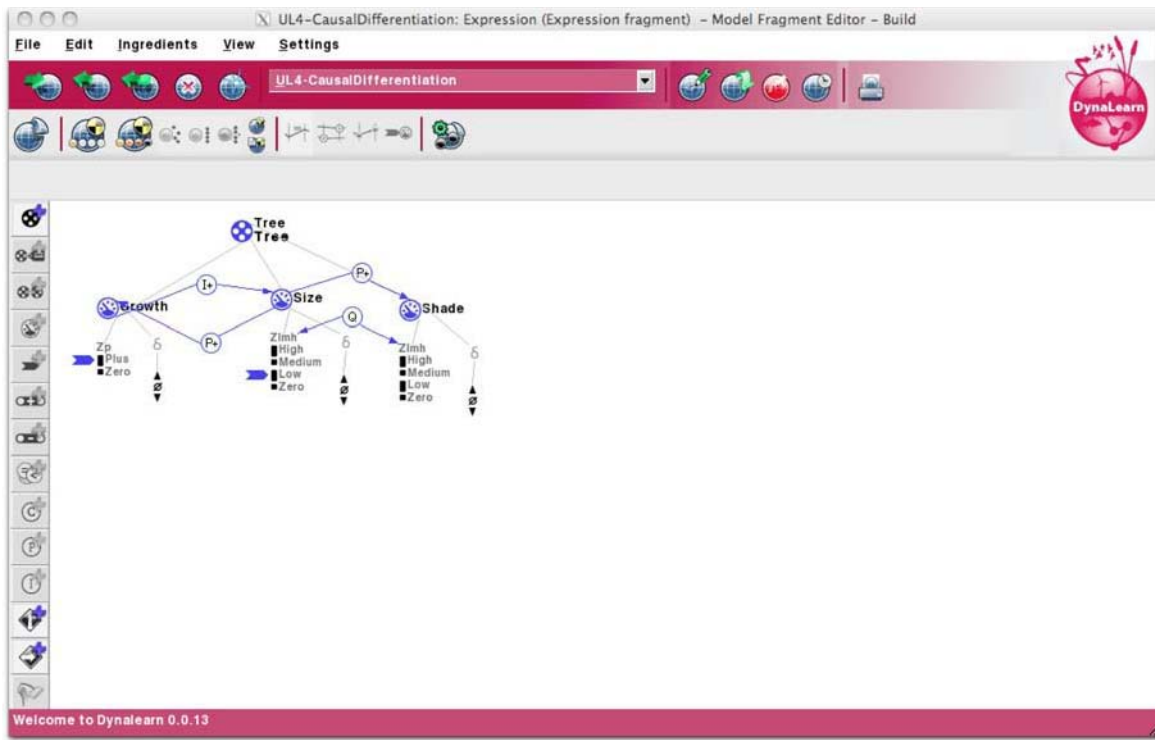 UL4-CausalDifferentiation: Expression (Expression fragment) – Model Fragment Editor – Build
File Edit Ingredients View Settings
UL4-CausalDifferentiation
DynaLearn
Tree
Tree
I+
P+
Growth
Size
Shade
Q
P+
Zp
Plus
Zero
δ
Zlmh
High
Medium
Low
Zero
δ
Zlmh
High
Medium
Low
Zero
δ
Welcome to Dynalearn 0.0.13